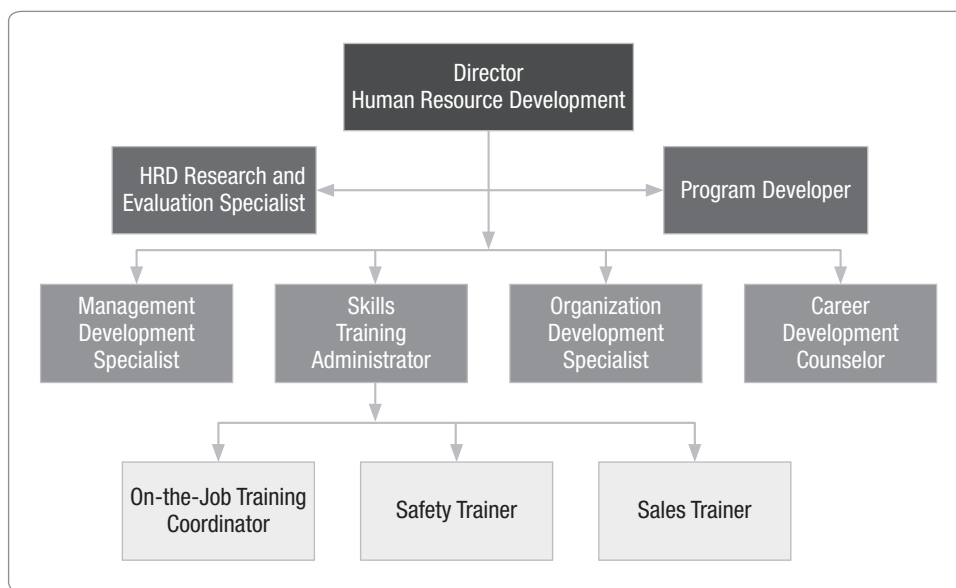 Director
Human Resource Development
HRD Research and
Evaluation Specialist
Program Developer
Management
Development
Specialist
Skills
Training
Administrator
Organization
Development
Specialist
Career
Development
Counselor
On-the-Job Training
Coordinator
Safety Trainer
Sales Trainer